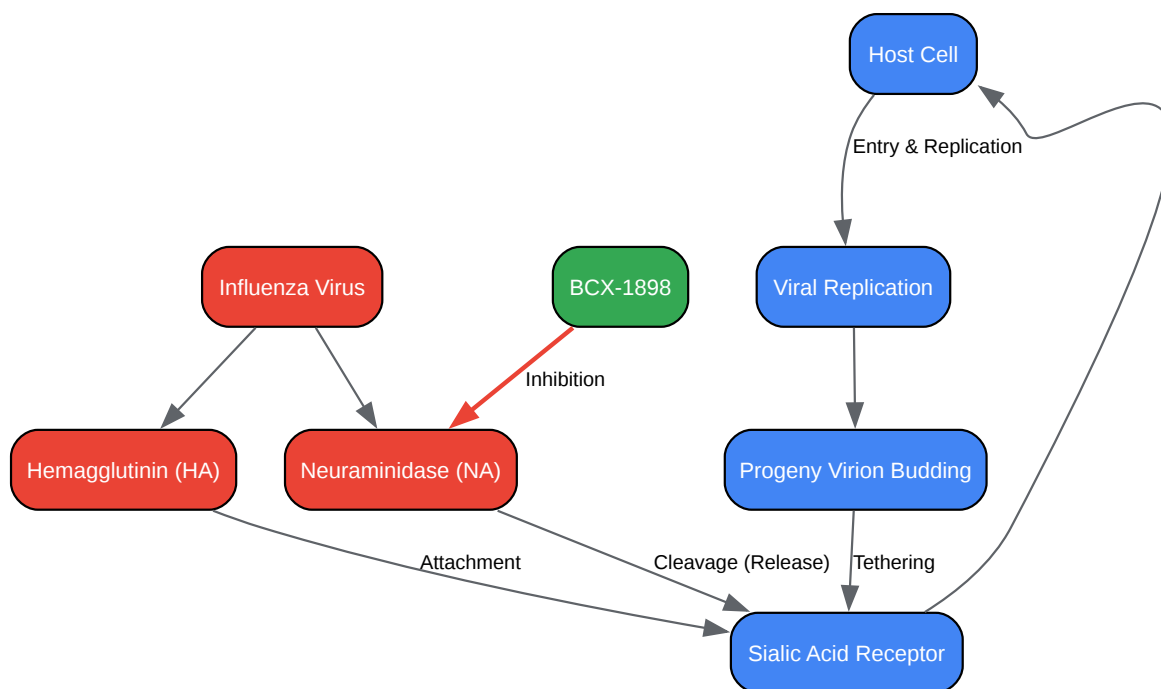 Host Cell
Entry & Replication
Influenza Virus
BCX-1898
Viral Replication
Inhibition
Hemagglutinin (HA)
Neuraminidase (NA)
Progeny Virion Budding
Attachment
Cleavage (Release)
Tethering
Sialic Acid Receptor